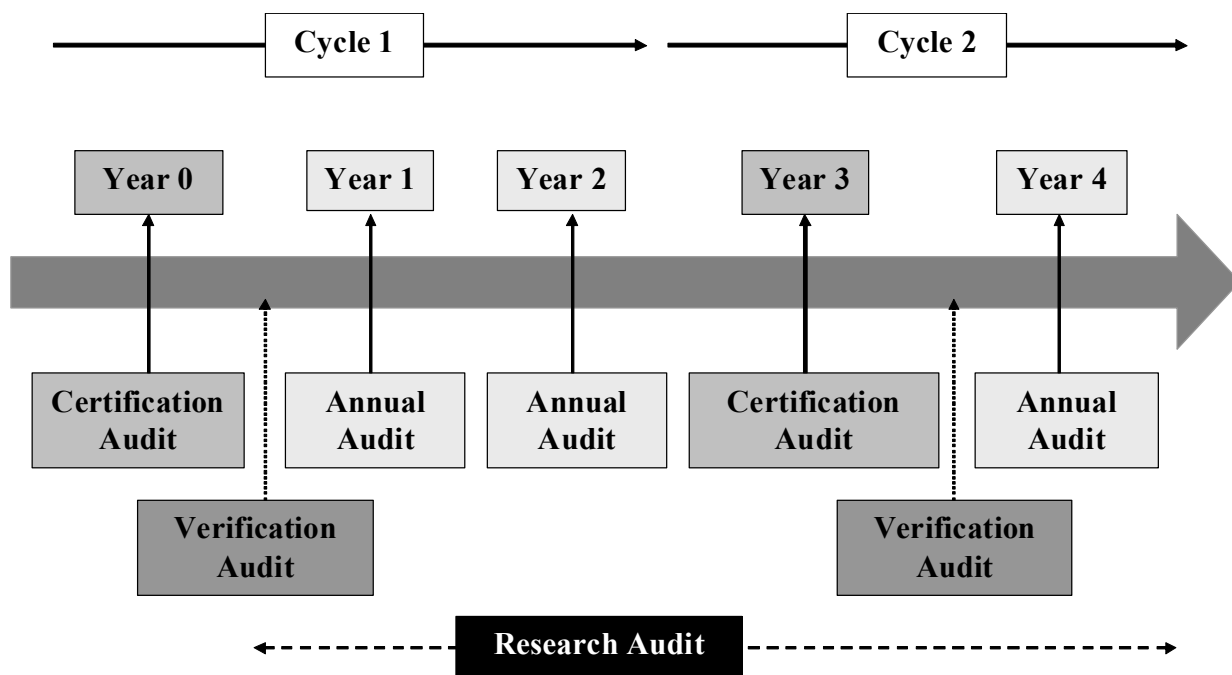 Cycle 1
Cycle 2
Year 0
Year 1
Year 2
Year 3
Year 4
Certification
Audit
Annual
Audit
Annual
Audit
Certification
Audit
Annual
Audit
Verification
Audit
Verification
Audit
Research Audit